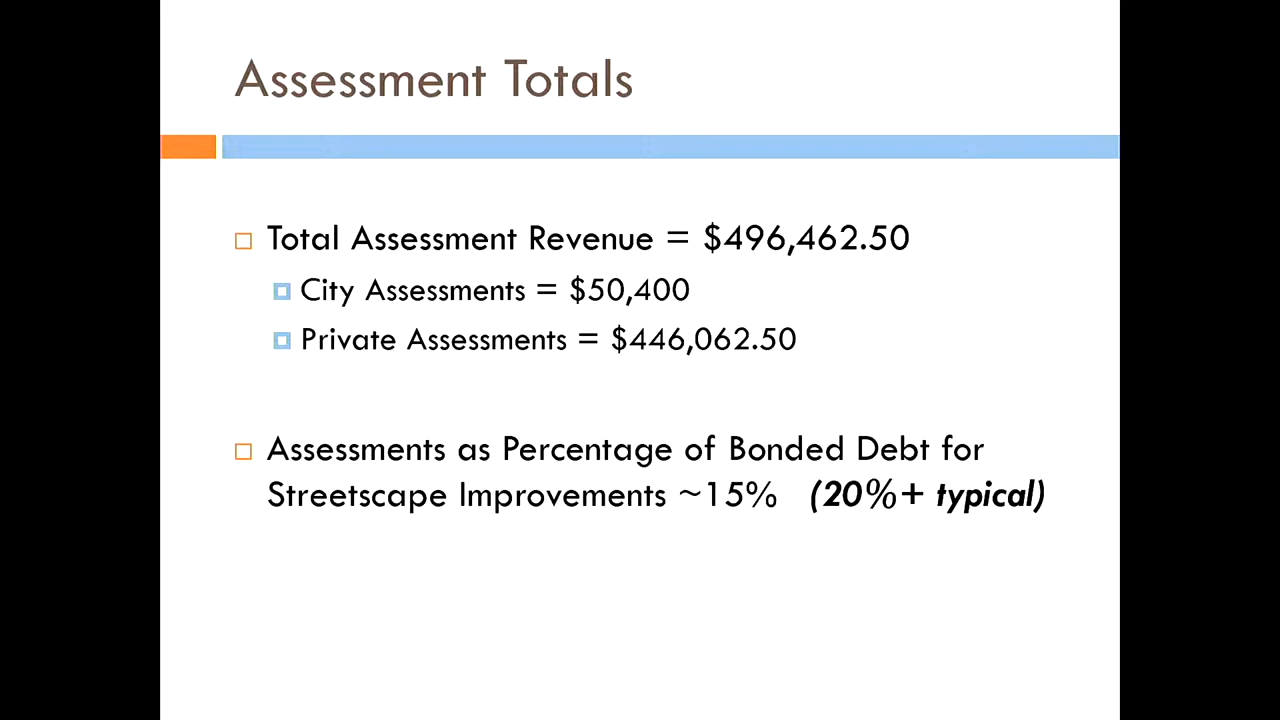 Assessment Totals
Total Assessment Revenue = $496,462.50
City Assessments = $50,400
Private Assessments = $446,062.50
Assessments as Percentage of Bonded Debt for
Streetscape Improvements ~15% (20%+ typical)